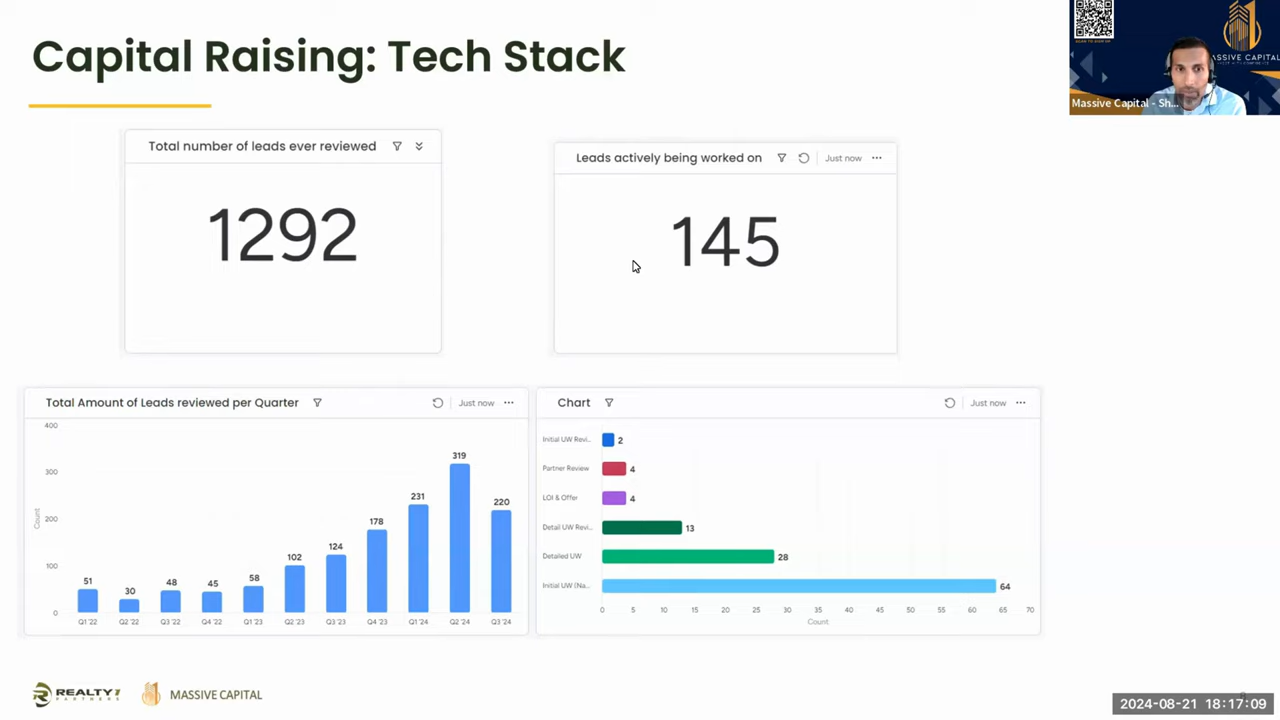 Capital Raising: Tech Stack
MASSIVE CAPITAL
Massive Capital - Sh...
Total number of leads ever reviewed
1292
Leads actively being worked on
Just now
145
Total Amount of Leads reviewed per Quarter
Just now
400
300
200
100
0
Count
51
30
48
45
58
102
124
178
231
319
220
Q1 '22
Q2 '22
Q3 '22
Q4 '22
Q1 '23
Q2 '23
Q3 '23
Q4 '23
Q1 '24
Q2 '24
Q3 '24
Chart
Just now
Initial UW Revi... 2
Partner Review 4
LOI & Offer 4
Detail UW Revi... 13
Detailed UW 28
Initial UW (Na... 64
0 5 10 15 20 25 30 35 40 45 50 55 60 65 70
Count
REALTY
PARTNERS
MASSIVE CAPITAL
2024-08-21 18:17:09